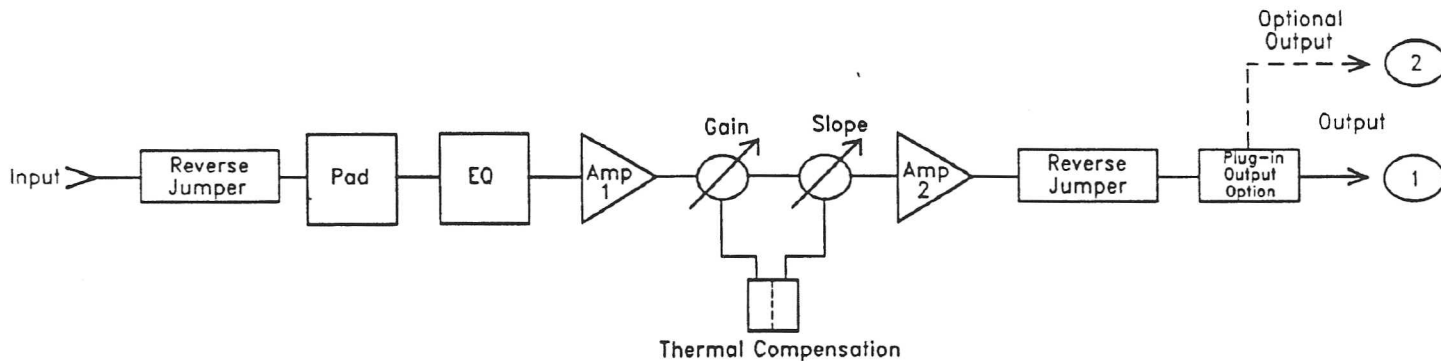 Optional
Output
2
Gain
Slope
Output
Input
Reverse
Jumper
Pad
EQ
Amp
1
Amp
2
Reverse
Jumper
Plug-in
Output
Option
1
Thermal Compensation